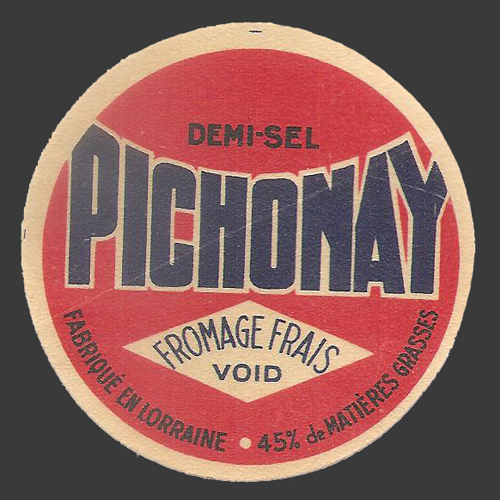 DEMI-SEL
PICHONAY
FROMAGE FRAIS
VOID
FABRIQUÉ EN LORRAINE • 45% de MATIÈRES GRASSES